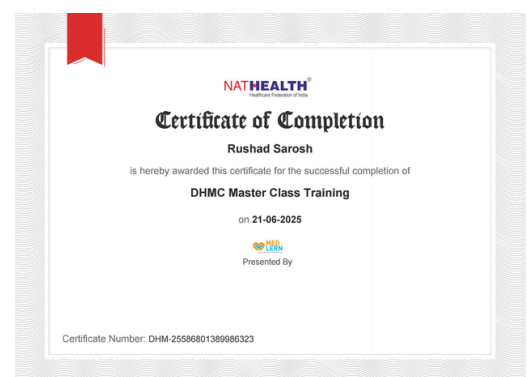 NATHEALTH®
Healthcare Federation of India
Certificate of Completion
Rushad Sarosh
is hereby awarded this certificate for the successful completion of
DHMC Master Class Training
on 21-06-2025
MED
LERN
Presented By
Certificate Number: DHM-25586801389986323